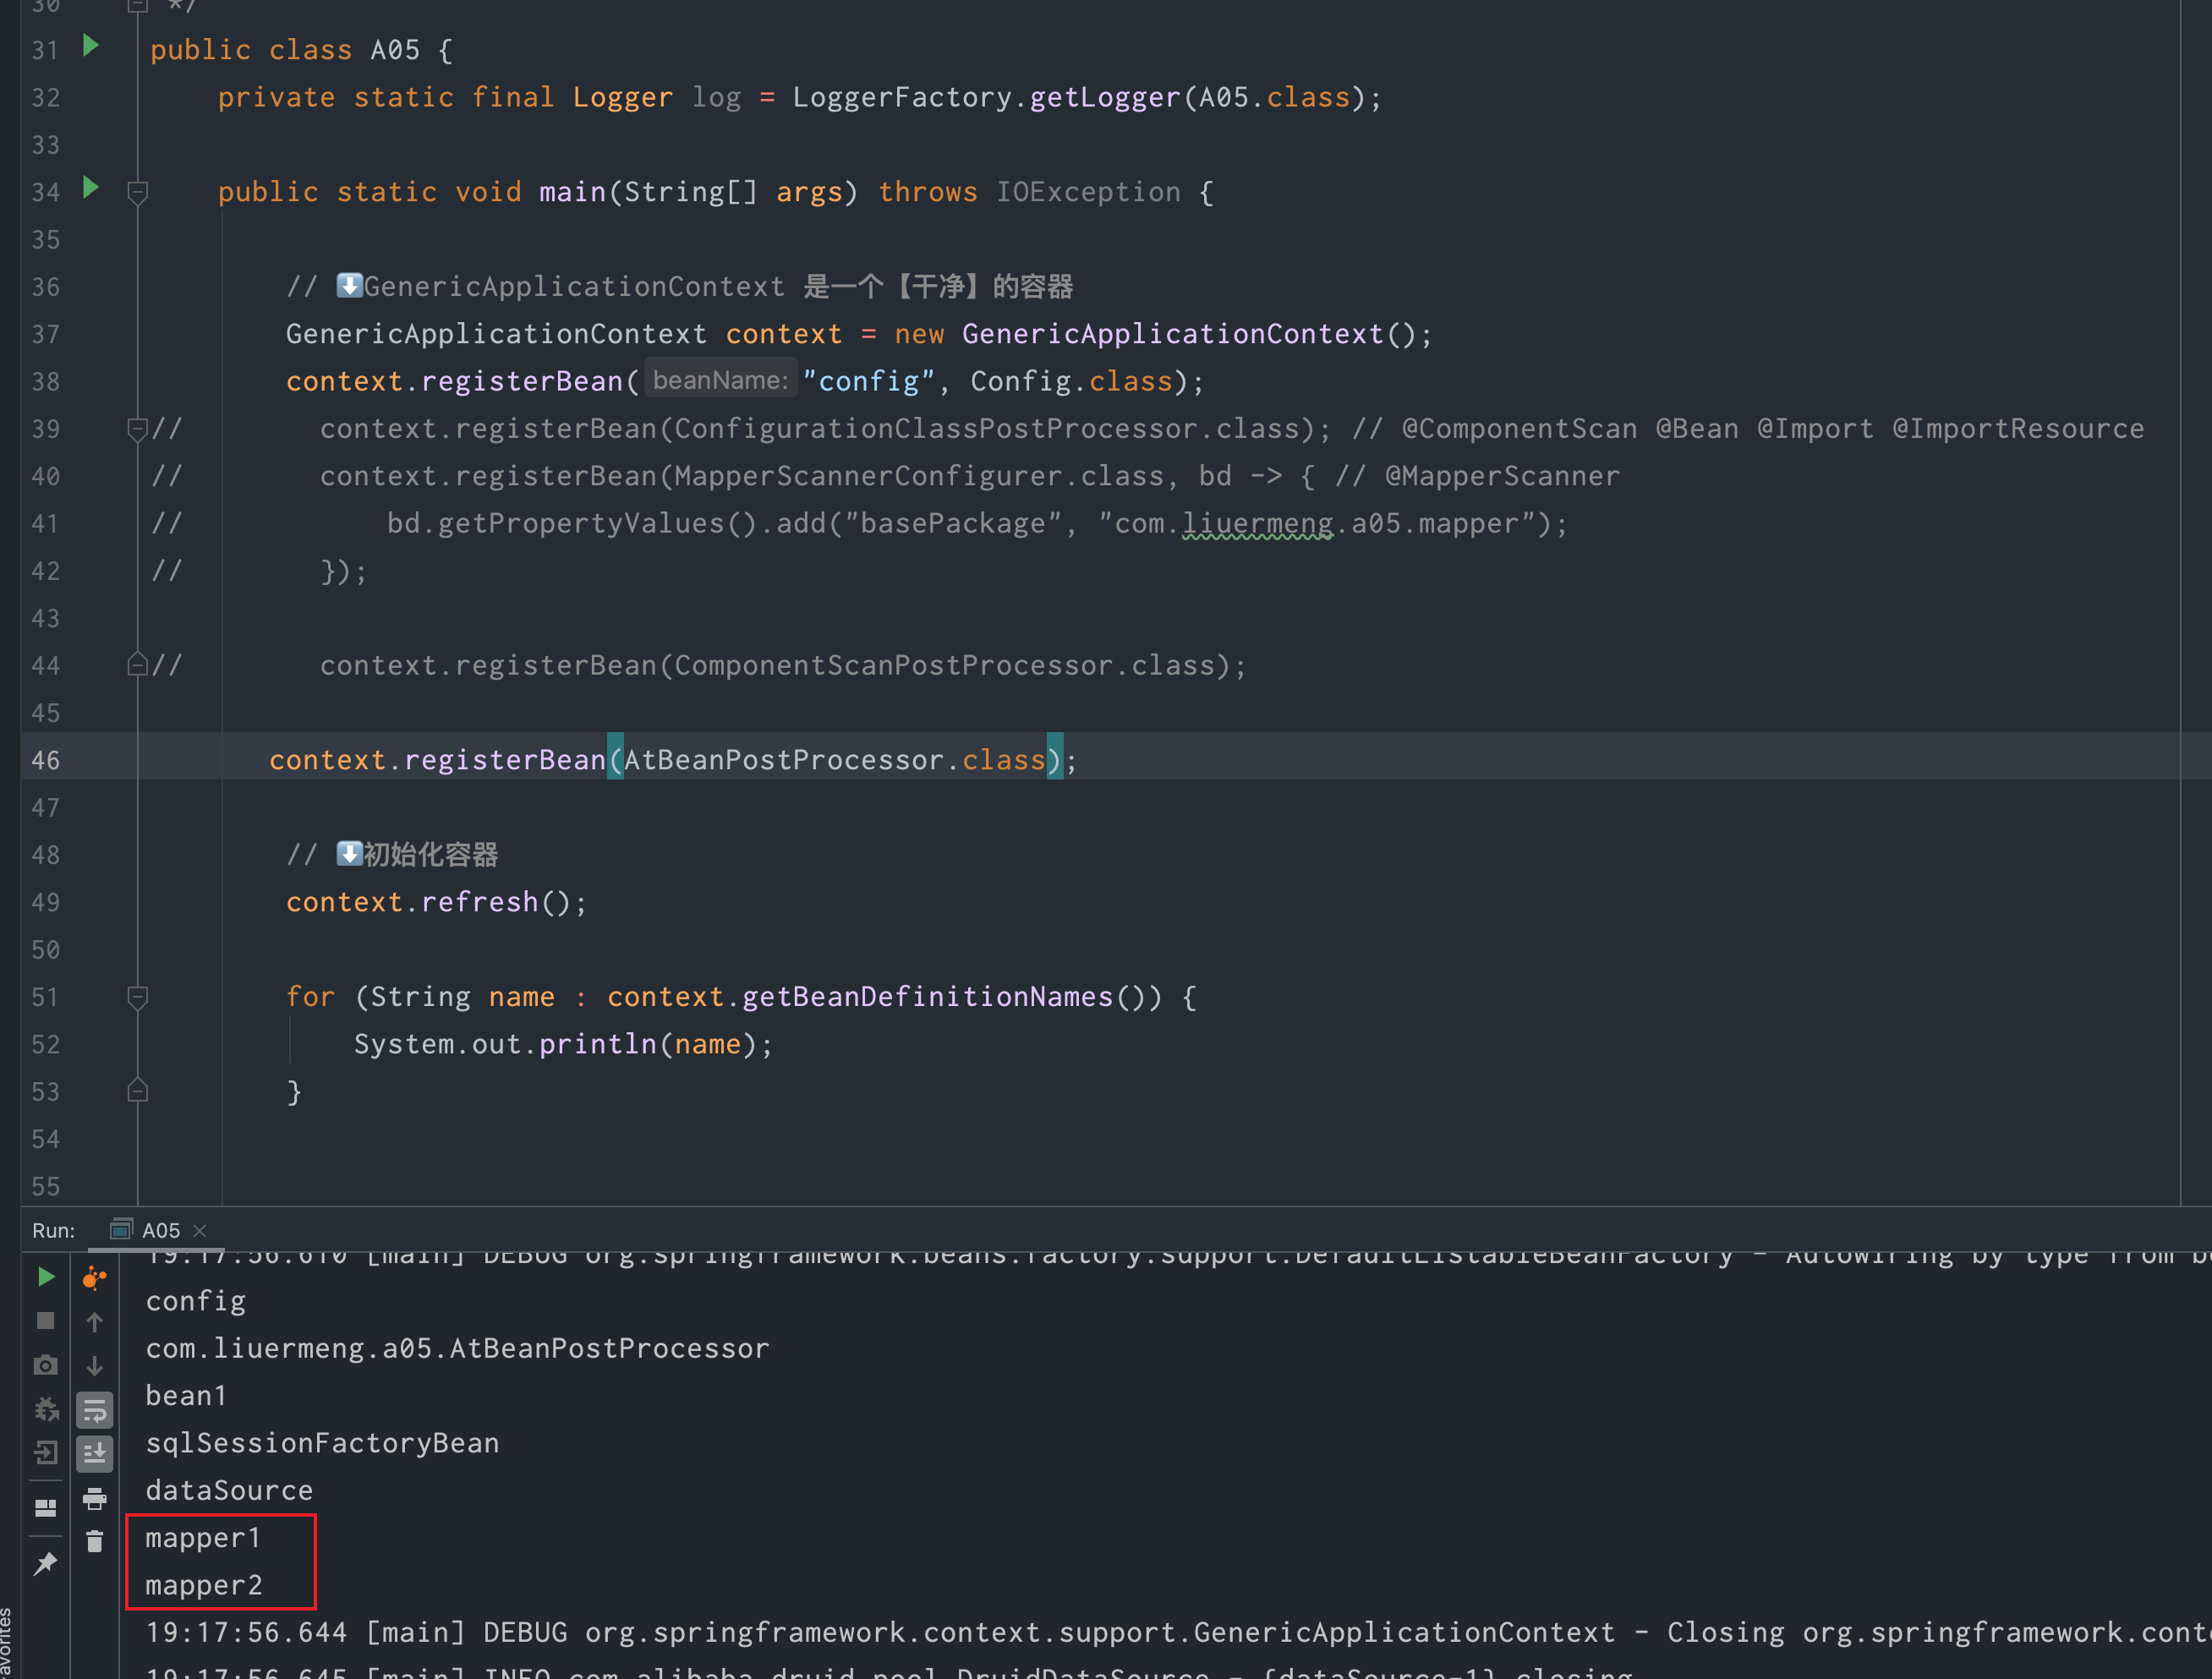 30 */
31 public class A05 {
32 private static final Logger log = LoggerFactory.getLogger(A05.class);
33
34 public static void main(String[] args) throws IOException {
35
36 // ⬇️GenericApplicationContext 是一个【干净】的容器
37 GenericApplicationContext context = new GenericApplicationContext();
38 context.registerBean( beanName: "config", Config.class);
39 // context.registerBean(ConfigurationClassPostProcessor.class); // @ComponentScan @Bean @Import @ImportResource
40 // context.registerBean(MapperScannerConfigurer.class, bd -> { // @MapperScanner
41 // bd.getPropertyValues().add("basePackage", "com.liuermeng.a05.mapper");
42 // });
43
44 // context.registerBean(ComponentScanPostProcessor.class);
45
46 context.registerBean(AtBeanPostProcessor.class);
47
48 // ⬇️初始化容器
49 context.refresh();
50
51 for (String name : context.getBeanDefinitionNames()) {
52 System.out.println(name);
53 }
54
55
Run: A05
19:17:56.610 [main] DEBUG org.springframework.beans.factory.support.DefaultListableBeanFactory - Autowiring by type from
config
com.liuermeng.a05.AtBeanPostProcessor
bean1
sqlSessionFactoryBean
dataSource
mapper1
mapper2
19:17:56.644 [main] DEBUG org.springframework.context.support.GenericApplicationContext - Closing org.springframework.cont
19:17:56.645 [main] INFO com.alibaba.druid.pool.DruidDataSource - {dataSource-1} closing